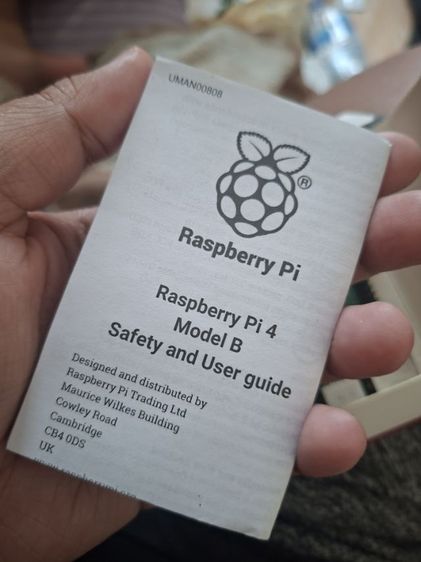 UMAN00808
®
Raspberry Pi
Raspberry Pi 4
Model B
Safety and User guide
Designed and distributed by
Raspberry Pi Trading Ltd
Maurice Wilkes Building
Cowley Road
Cambridge
CB4 0DS
UK